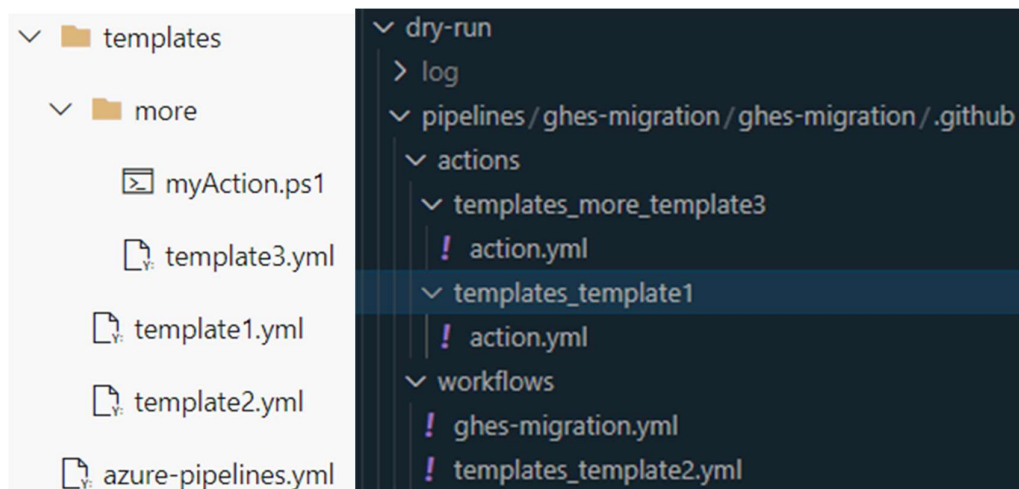 templates
more
myAction.ps1
template3.yml
template1.yml
template2.yml
azure-pipelines.yml
dry-run
log
pipelines/ghes-migration/ghes-migration/.github
actions
templates_more_template3
! action.yml
templates_template1
! action.yml
workflows
! ghes-migration.yml
! templates_template2.yml